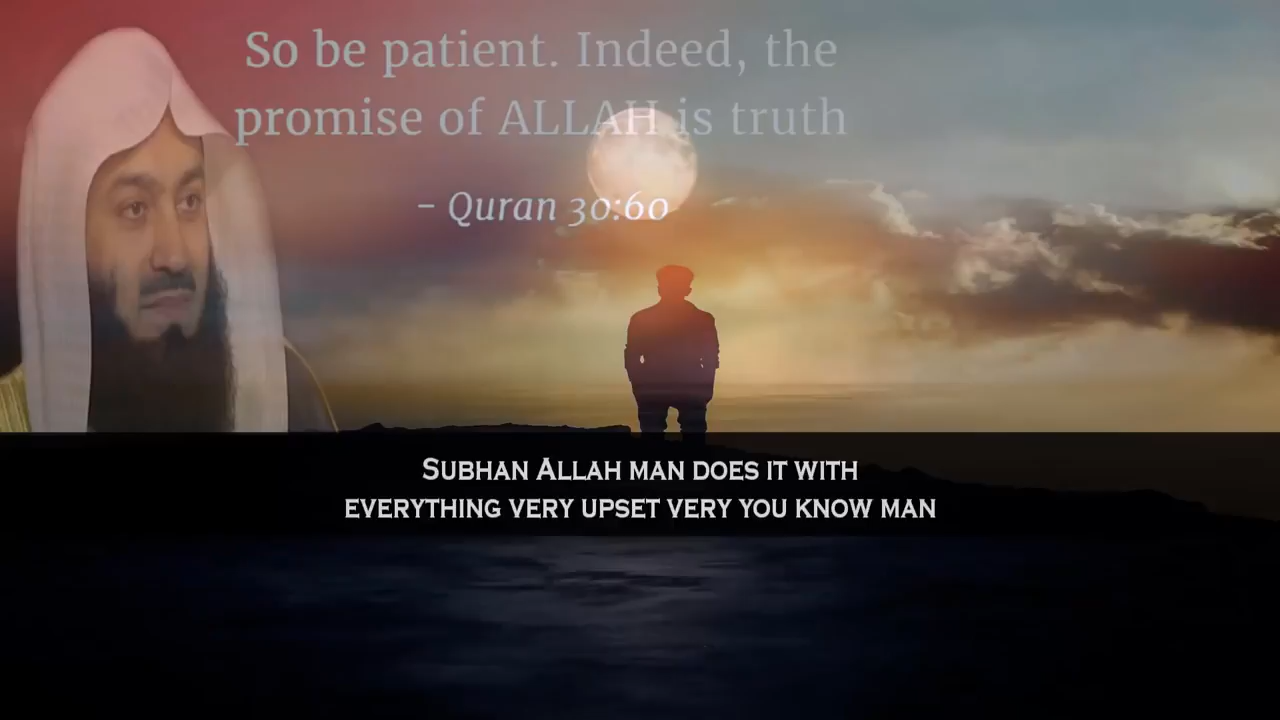 So be patient. Indeed, the
promise of ALLAH is truth
- Quran 30:60
SUBHAN ALLAH MAN DOES IT WITH
EVERYTHING VERY UPSET VERY YOU KNOW MAN